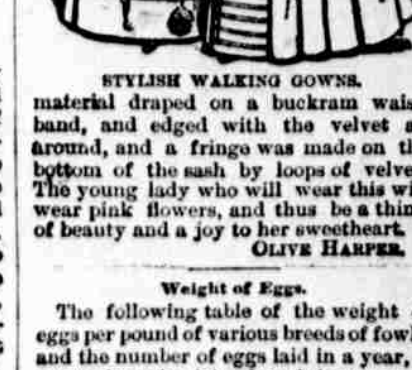 STYLISH WALKING GOWNS.
material draped on a buckram wais
band, and edged with the velvet a
around, and a fringe was made on th
bottom of the sash by loops of velve
The young lady who will wear this wi
wear pink flowers, and thus be a thin
of beauty and a joy to her sweetheart.
OLIVE HARPER.
Weight of Eggs.
The following table of the weight
eggs per pound of various breeds of fowl
and the number of eggs laid in a year,